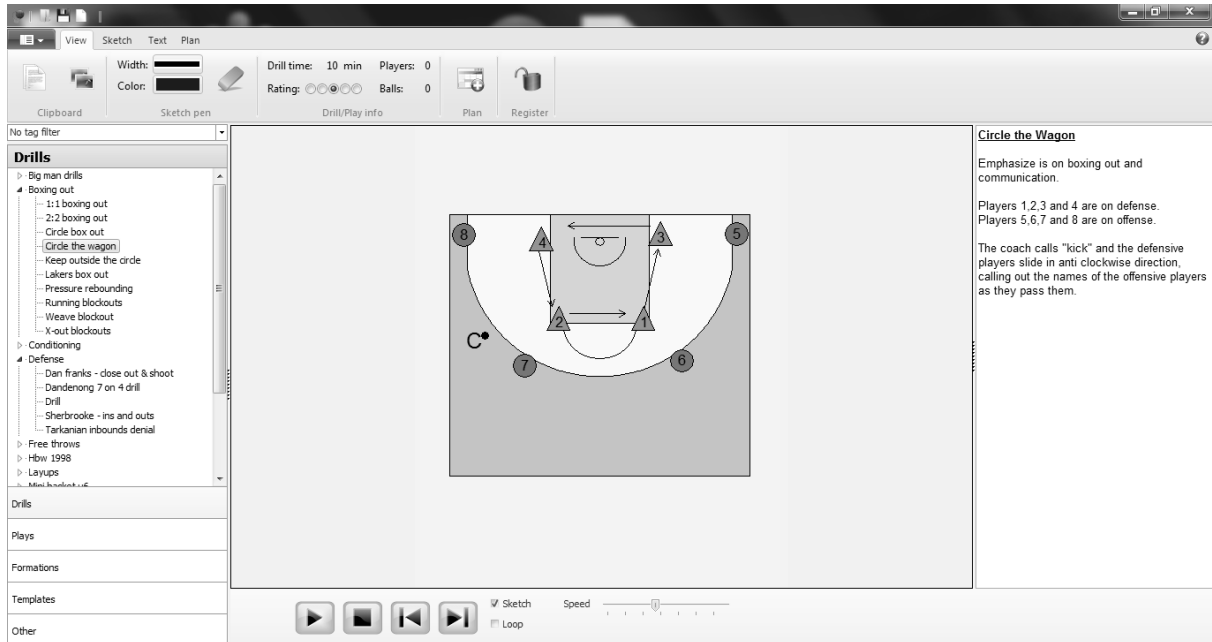 View Sketch Text Plan
Width:
Color:
Drill time: 10 min Players: 0
Rating: Balls: 0
Clipboard Sketch pen Drill/Play info Plan Register
No tag filter
Drills
Big man drills
Boxing out
1:1 boxing out
2:2 boxing out
Circle box out
Circle the wagon
Keep outside the circle
Lakers box out
Pressure rebounding
Running blockouts
Weave blockout
X-out blockouts
Conditioning
Defense
Dan franks - close out & shoot
Dandenong 7 on 4 drill
Drill
Sherbrooke - ins and outs
Tarkanian inbounds denial
Free throws
Hbw 1998
Layups
Mini basket u6
Drills
Plays
Formations
Templates
Other
8 4 3 5
2 1
C
7 6
Sketch Speed
Loop
Circle the Wagon
Emphasize is on boxing out and
communication.
Players 1,2,3 and 4 are on defense.
Players 5,6,7 and 8 are on offense.
The coach calls "kick" and the defensive
players slide in anti clockwise direction,
calling out the names of the offensive players
as they pass them.